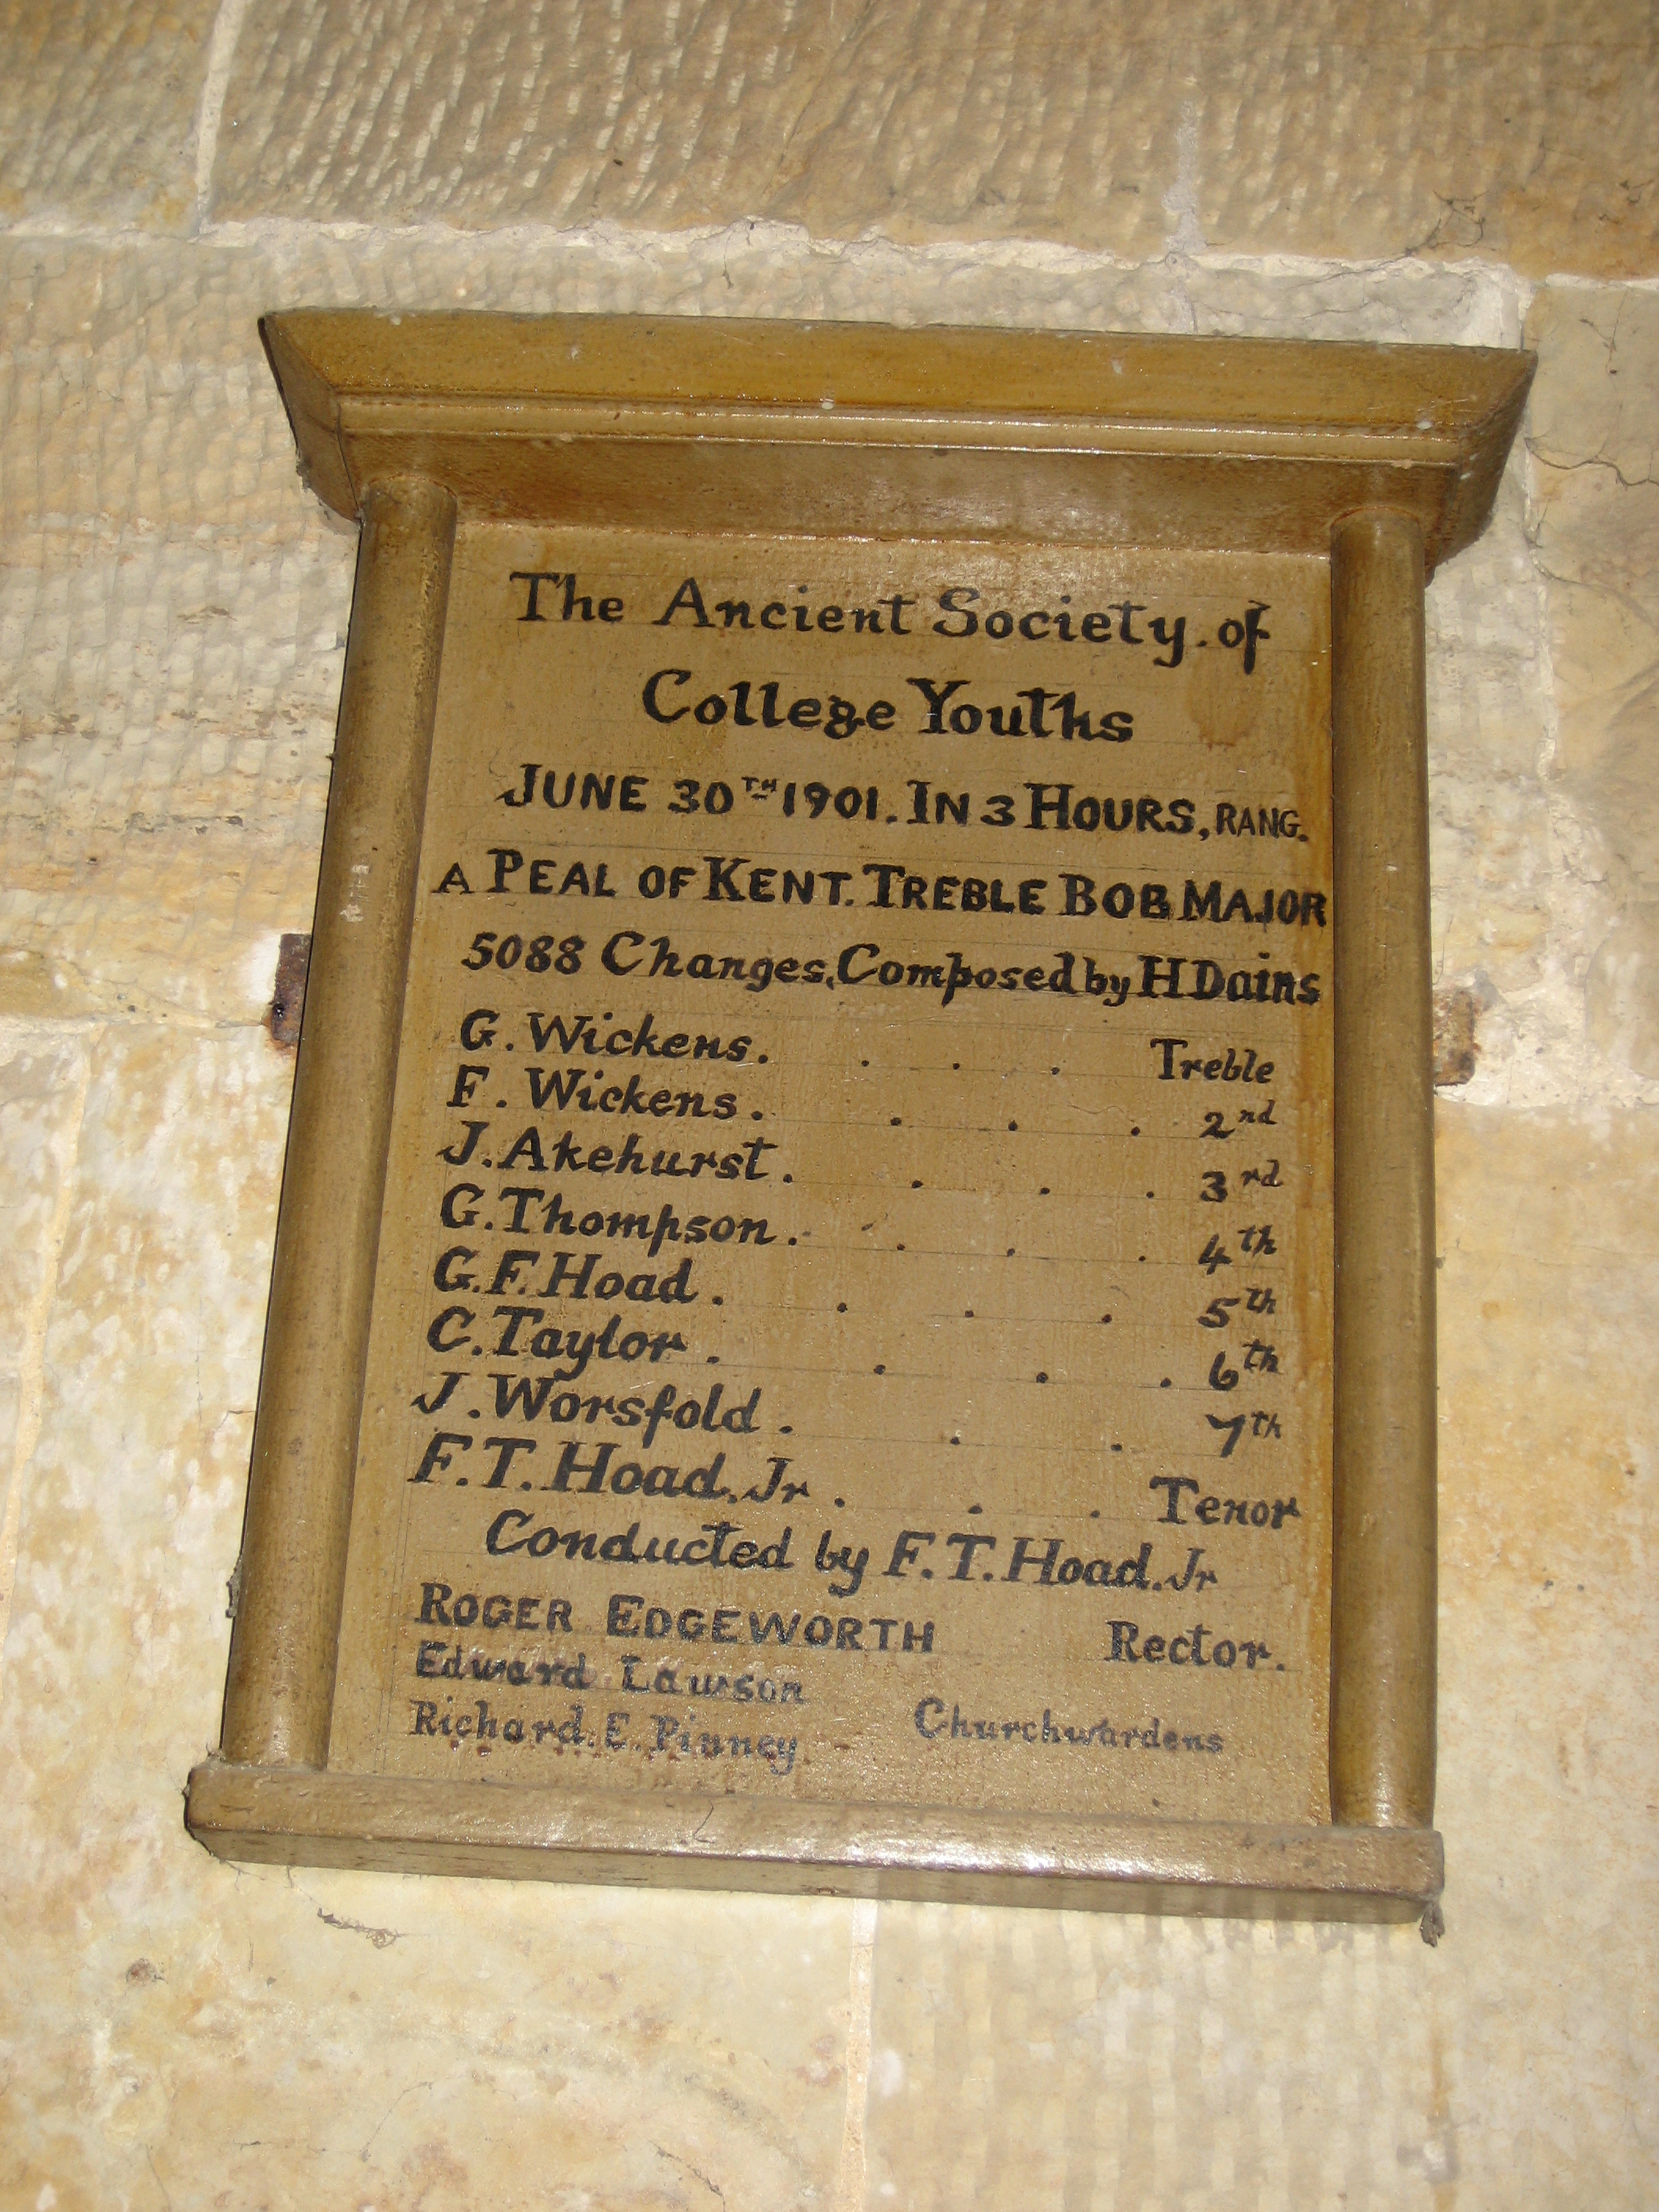 The Ancient Society of
College Youths
JUNE 30TH 1901. IN 3 HOURS, RANG.
A PEAL OF KENT. TREBLE BOB MAJOR
5088 Changes, Composed by H Dains
G. Wickens. . . . Treble
F. Wickens. . . . 2nd
J. Akehurst. . . . 3rd
G. Thompson. . . . 4th
G. F. Hoad. . . . 5th
C. Taylor. . . . 6th
J. Worsfold. . . 7th
F. T. Hoad, Jr. . . Tenor
Conducted by F. T. Hoad. Jr
ROGER EDGEWORTH Rector.
Edward Lawson
Richard. E. Pinney Churchwardens